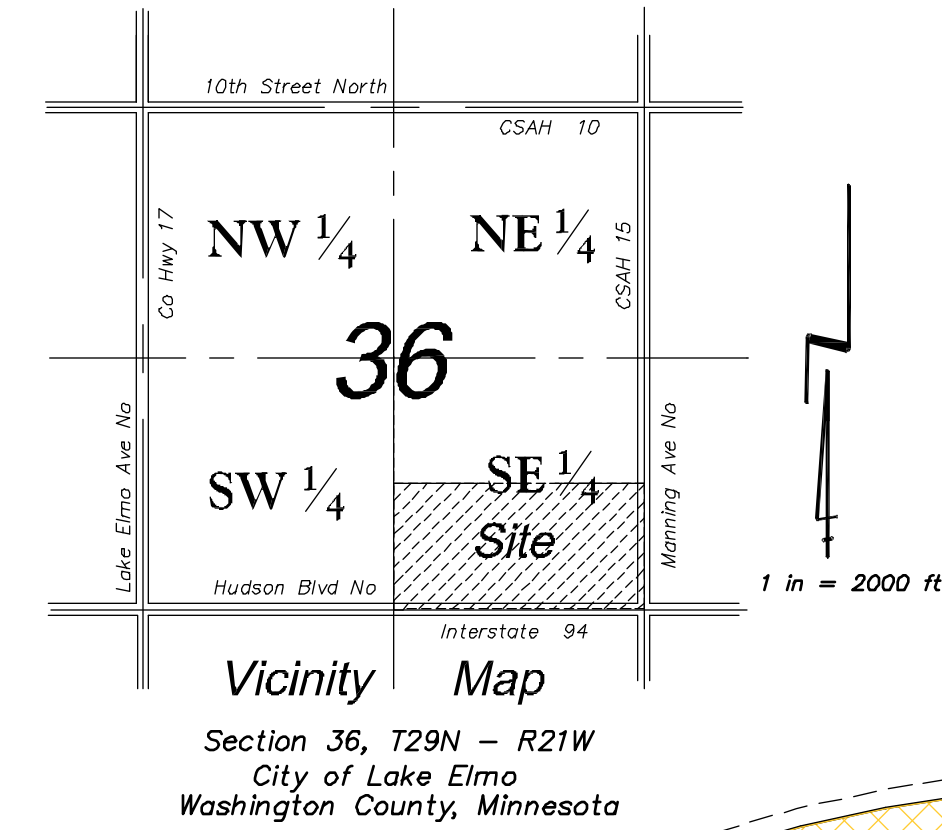 10th Street North
CSAH 10
Co Hwy 17
NW 1/4
NE 1/4
CSAH 15
36
Lake Elmo Ave No
SW 1/4
SE 1/4
Site
Manning Ave No
Hudson Blvd No
1 in = 2000 ft
Interstate 94
Vicinity Map
Section 36, T29N – R21W
City of Lake Elmo
Washington County, Minnesota